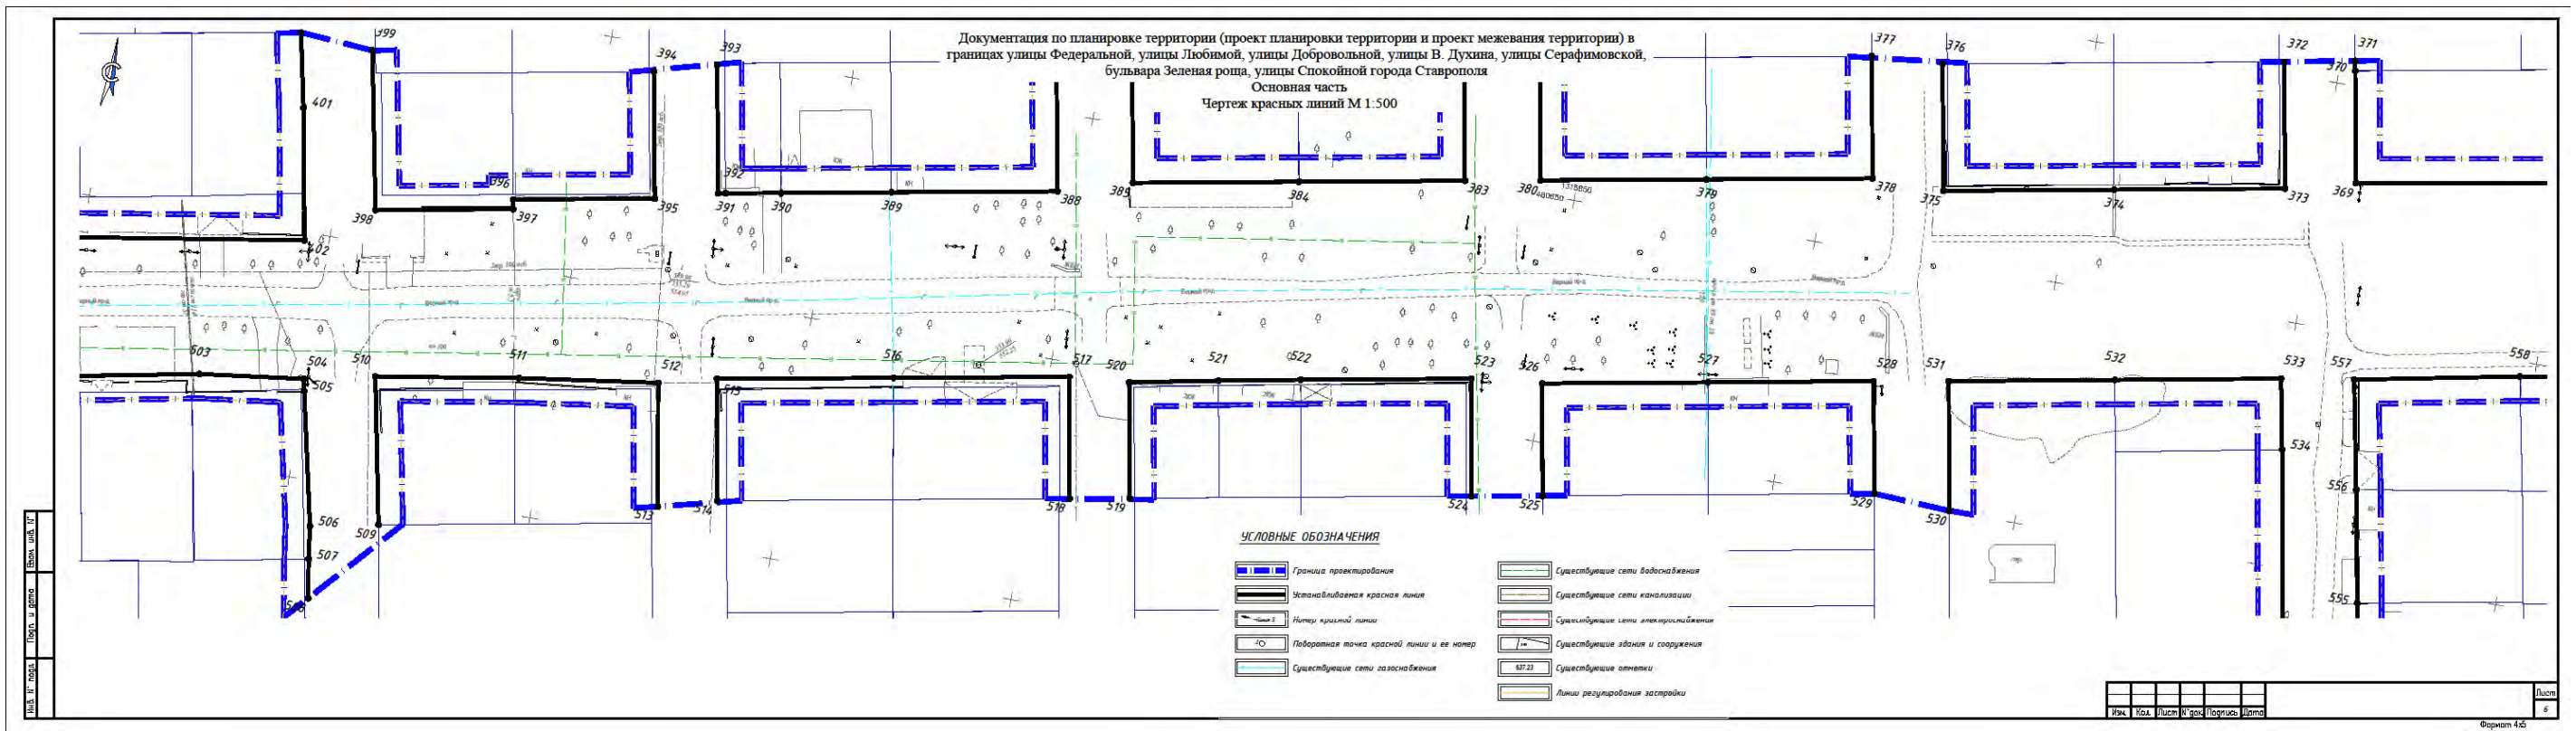 Документация по планировке территории (проект планировки территории и проект межевания территории) в
границах улицы Федеральной, улицы Любимой, улицы Добровольной, улицы В. Духина, улицы Серафимовской,
бульвара Зеленая роща, улицы Спокойной города Ставрополя
Основная часть
Чертеж красных линий М 1:500
399
394
393
377
376
372
371
370
401
392
396
398
397
395
391
390
389
388
385
384
383
380
379
378
375
374
373
369
402
503
504
505
510
511
512
515
516
517
520
521
522
523
526
527
528
531
532
533
557
558
534
556
506
507
509
513
514
518
519
524
525
529
530
555
УСЛОВНЫЕ ОБОЗНАЧЕНИЯ
Граница проектирования
Устанавливаемая красная линия
Номер красной линии
Поворотная точка красной линии и ее номер
Существующие сети газоснабжения
Существующие сети водоснабжения
Существующие сети канализации
Существующие сети электроснабжения
Существующие здания и сооружения
Существующие отметки
Линии регулирования застройки
Взам. инв. N°
Подп. и дата
Инв. N° подл.
Изм. Кол. Лист N°док. Подпись Дата
Лист
6
Формат 4х5